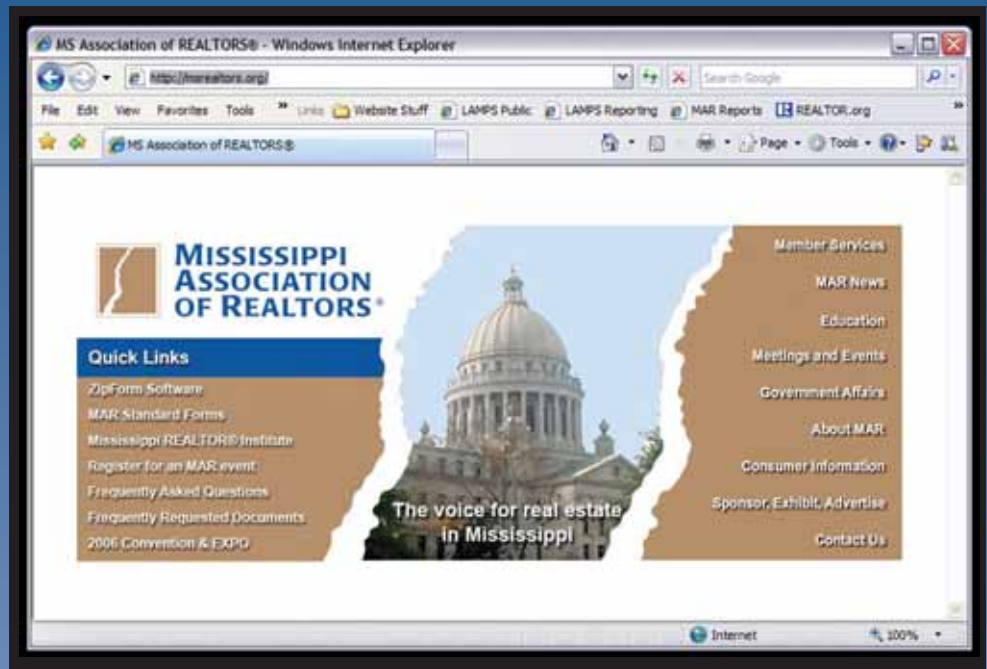 MS Association of REALTORS® - Windows Internet Explorer
http://msrealtors.org/
Search Google
File Edit View Favorites Tools » Links Website Stuff LAMPS Public LAMPS Reporting MAR Reports REALTOR.org »
MS Association of REALTORS®
Page Tools
MISSISSIPPI
ASSOCIATION
OF REALTORS®
Quick Links
ZipForm Software
MAR Standard Forms
Mississippi REALTOR® Institute
Register for an MAR event
Frequently Asked Questions
Frequently Requested Documents
2006 Convention & EXPO
The voice for real estate
in Mississippi
Member Services
MAR News
Education
Meetings and Events
Government Affairs
About MAR
Consumer Information
Sponsor, Exhibit, Advertise
Contact Us
Internet 100%